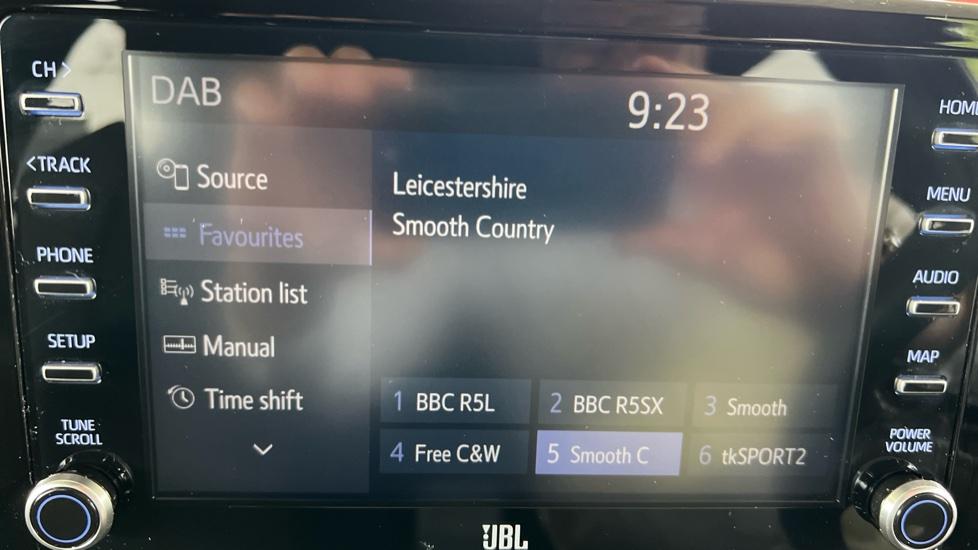 CH>
<TRACK
PHONE
SETUP
TUNE
SCROLL
DAB
9:23
Source
Favourites
Station list
Manual
Time shift
Leicestershire
Smooth Country
1 BBC R5L
2 BBC R5SX
3 Smooth
4 Free C&W
5 Smooth C
6 tkSPORT2
HOME
MENU
AUDIO
MAP
POWER
VOLUME
JBL